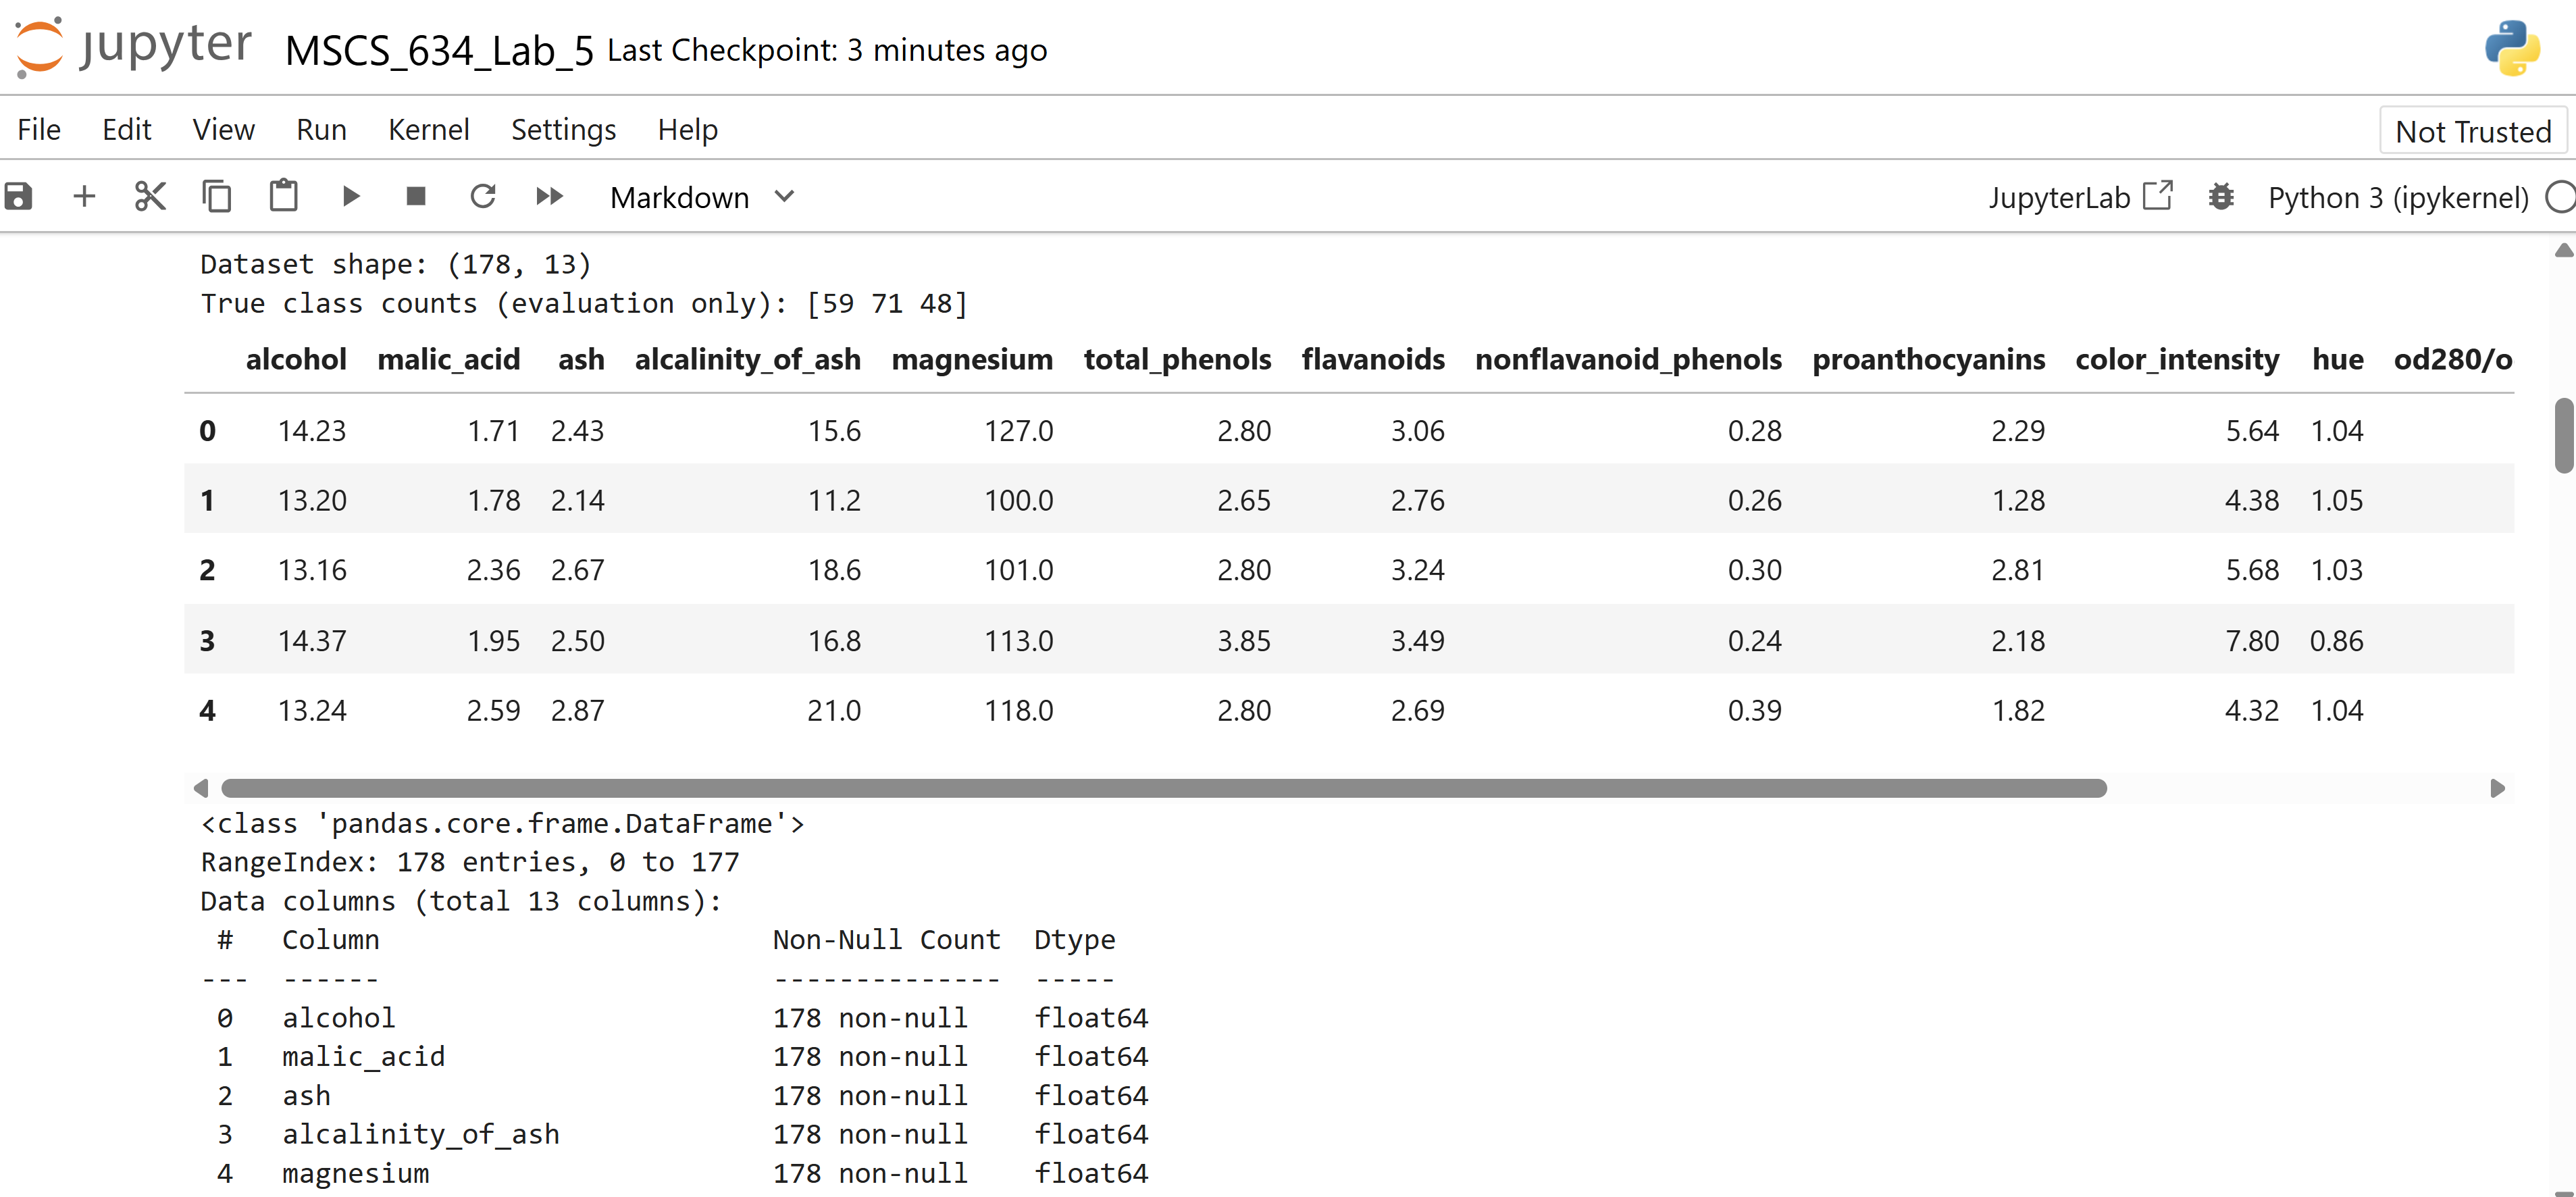 jupyter MSCS_634_Lab_5 Last Checkpoint: 3 minutes ago
File Edit View Run Kernel Settings Help Not Trusted
Markdown JupyterLab Python 3 (ipykernel)
Dataset shape: (178, 13)
True class counts (evaluation only): [59 71 48]
alcohol malic_acid ash alcalinity_of_ash magnesium total_phenols flavanoids nonflavanoid_phenols proanthocyanins color_intensity hue od280/o
0 14.23 1.71 2.43 15.6 127.0 2.80 3.06 0.28 2.29 5.64 1.04
1 13.20 1.78 2.14 11.2 100.0 2.65 2.76 0.26 1.28 4.38 1.05
2 13.16 2.36 2.67 18.6 101.0 2.80 3.24 0.30 2.81 5.68 1.03
3 14.37 1.95 2.50 16.8 113.0 3.85 3.49 0.24 2.18 7.80 0.86
4 13.24 2.59 2.87 21.0 118.0 2.80 2.69 0.39 1.82 4.32 1.04
<class 'pandas.core.frame.DataFrame'>
RangeIndex: 178 entries, 0 to 177
Data columns (total 13 columns):
# Column Non-Null Count Dtype
--- ------ -------------- -----
0 alcohol 178 non-null float64
1 malic_acid 178 non-null float64
2 ash 178 non-null float64
3 alcalinity_of_ash 178 non-null float64
4 magnesium 178 non-null float64